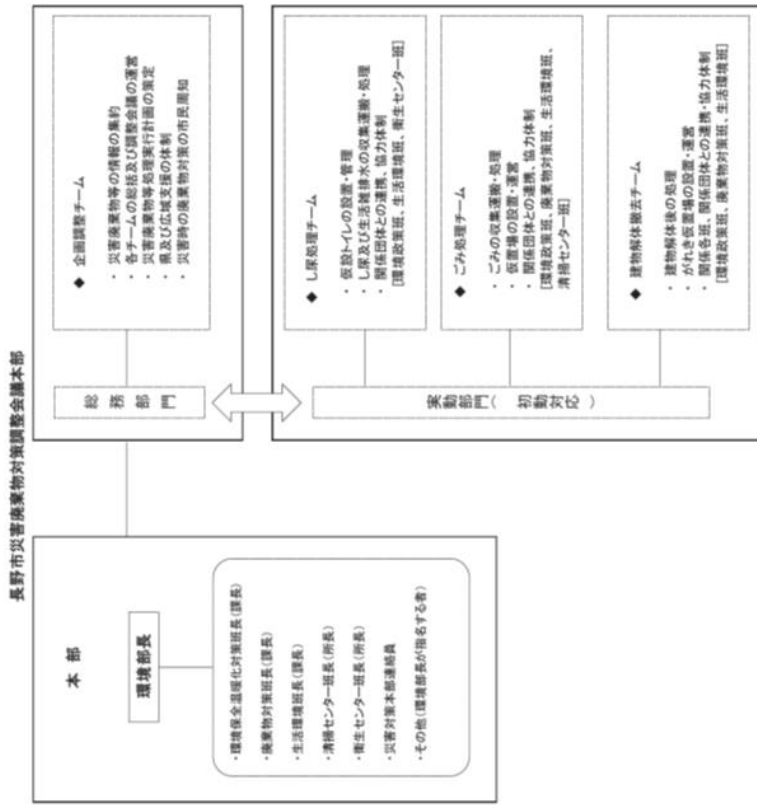 長野市災害廃棄物対策調整会議本部
本 部
環境部長
・環境保全温暖化対策班長(課長)
・廃棄物対策班長(課長)
・生活環境班長(課長)
・清掃センター班長(所長)
・衛生センター班長(所長)
・災害対策本部連絡員
・その他(環境部長が指名する者)
総務部門
◆ 企画調整チーム
・ 災害廃棄物等の情報の集約
・ 各チームの総括及び調整会議の運営
・ 災害廃棄物等処理実行計画の策定
・ 県及び広域支援の体制
・ 災害時の廃棄物対策の市民周知
実動部門(初動対応)
◆ し尿処理チーム
・ 仮設トイレの設置・管理
・ し尿及び生活雑排水の収集運搬・処理
・ 関係団体との連携、協力体制
[環境政策班、生活環境班、衛生センター班]
◆ ごみ処理チーム
・ ごみの収集運搬・処理
・ 仮置場の設置・運営
・ 関係団体との連携、協力体制
[環境政策班、廃棄物対策班、生活環境班、
清掃センター班]
◆ 建物解体撤去チーム
・ 建物解体後の処理
・ がれき仮置場の設置・運営
・ 関係各班、関係団体との連携・協力体制
[環境政策班、廃棄物対策班、生活環境班]